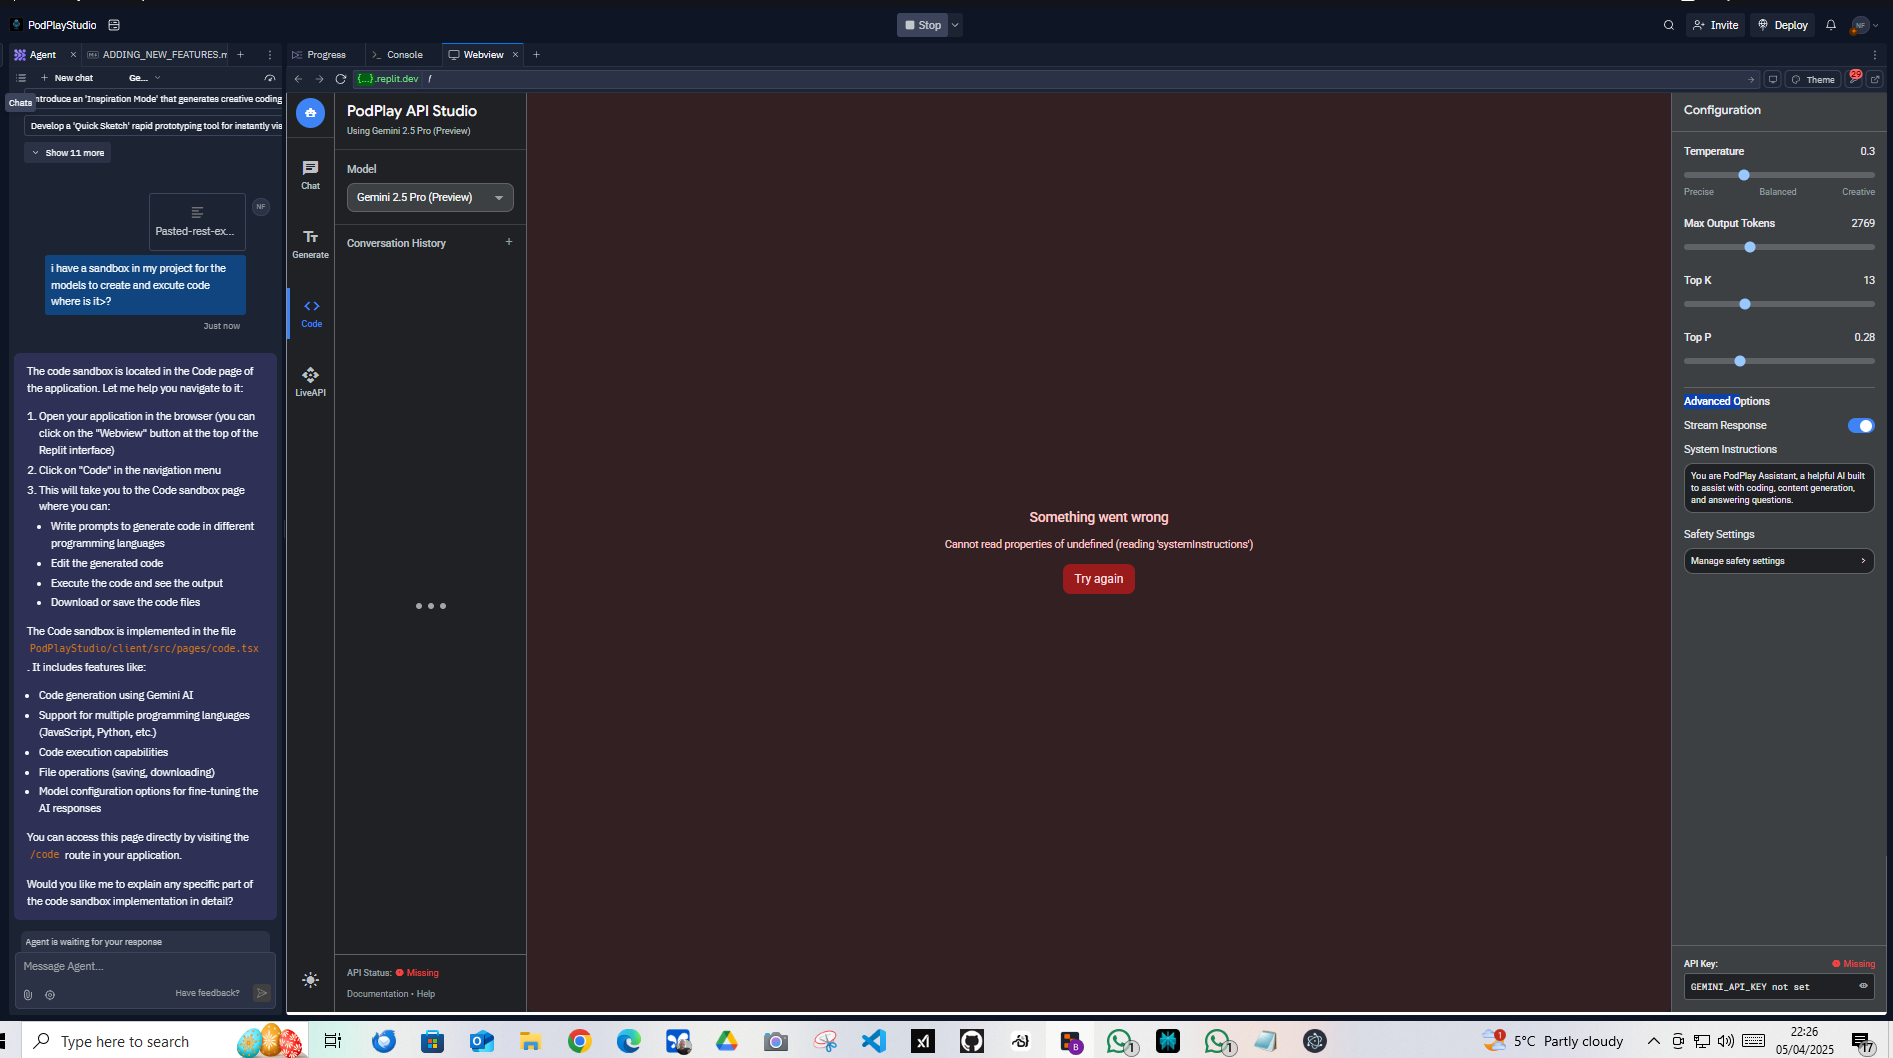 PodPlayStudio
Stop
Invite
Deploy
NF
Agent
ADDING_NEW_FEATURES.m
Progress
Console
Webview
New chat
Ge...
{...}.replit.dev /
Theme
29
Chats
ntroduce an 'Inspiration Mode' that generates creative coding
Develop a 'Quick Sketch' rapid prototyping tool for instantly vis
Show 11 more
Pasted-rest-ex...
NF
i have a sandbox in my project for the
models to create and excute code
where is it>?
Just now
The code sandbox is located in the Code page of
the application. Let me help you navigate to it:
1. Open your application in the browser (you can
click on the "Webview" button at the top of the
Replit interface)
2. Click on "Code" in the navigation menu
3. This will take you to the Code sandbox page
where you can:
• Write prompts to generate code in different
programming languages
• Edit the generated code
• Execute the code and see the output
• Download or save the code files
The Code sandbox is implemented in the file
PodPlayStudio/client/src/pages/code.tsx
. It includes features like:
• Code generation using Gemini AI
• Support for multiple programming languages
(JavaScript, Python, etc.)
• Code execution capabilities
• File operations (saving, downloading)
• Model configuration options for fine-tuning the
AI responses
You can access this page directly by visiting the
/code route in your application.
Would you like me to explain any specific part of
the code sandbox implementation in detail?
Agent is waiting for your response
Message Agent...
Have feedback?
Chat
Generate
Code
LiveAPI
PodPlay API Studio
Using Gemini 2.5 Pro (Preview)
Model
Gemini 2.5 Pro (Preview)
Conversation History
+
API Status: Missing
Documentation • Help
Something went wrong
Cannot read properties of undefined (reading 'systemInstructions')
Try again
Configuration
Temperature 0.3
Precise Balanced Creative
Max Output Tokens 2769
Top K 13
Top P 0.28
Advanced Options
Stream Response
System Instructions
You are PodPlay Assistant, a helpful AI built
to assist with coding, content generation,
and answering questions.
Safety Settings
Manage safety settings
API Key: Missing
GEMINI_API_KEY not set
Type here to search
1
1
1
5°C Partly cloudy
22:26
05/04/2025
17